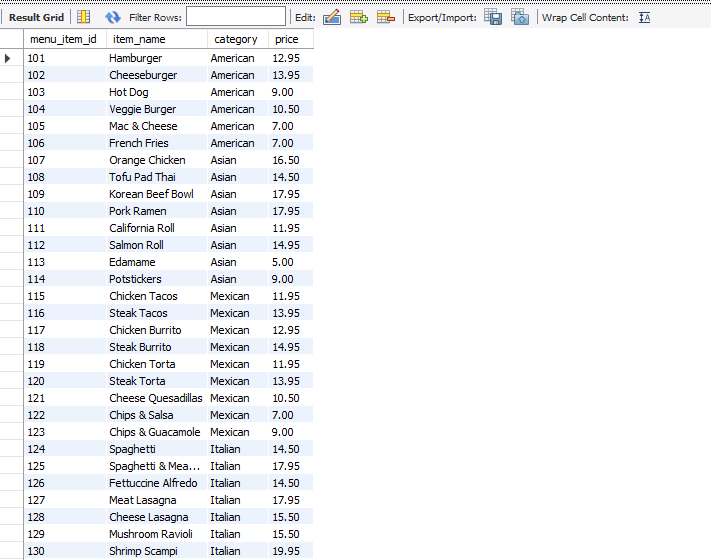 Result Grid Filter Rows: Edit: Export/Import: Wrap Cell Content: IA
menu_item_id item_name category price
101 Hamburger American 12.95
102 Cheeseburger American 13.95
103 Hot Dog American 9.00
104 Veggie Burger American 10.50
105 Mac & Cheese American 7.00
106 French Fries American 7.00
107 Orange Chicken Asian 16.50
108 Tofu Pad Thai Asian 14.50
109 Korean Beef Bowl Asian 17.95
110 Pork Ramen Asian 17.95
111 California Roll Asian 11.95
112 Salmon Roll Asian 14.95
113 Edamame Asian 5.00
114 Potstickers Asian 9.00
115 Chicken Tacos Mexican 11.95
116 Steak Tacos Mexican 13.95
117 Chicken Burrito Mexican 12.95
118 Steak Burrito Mexican 14.95
119 Chicken Torta Mexican 11.95
120 Steak Torta Mexican 13.95
121 Cheese Quesadillas Mexican 10.50
122 Chips & Salsa Mexican 7.00
123 Chips & Guacamole Mexican 9.00
124 Spaghetti Italian 14.50
125 Spaghetti & Mea... Italian 17.95
126 Fettuccine Alfredo Italian 14.50
127 Meat Lasagna Italian 17.95
128 Cheese Lasagna Italian 15.50
129 Mushroom Ravioli Italian 15.50
130 Shrimp Scampi Italian 19.95